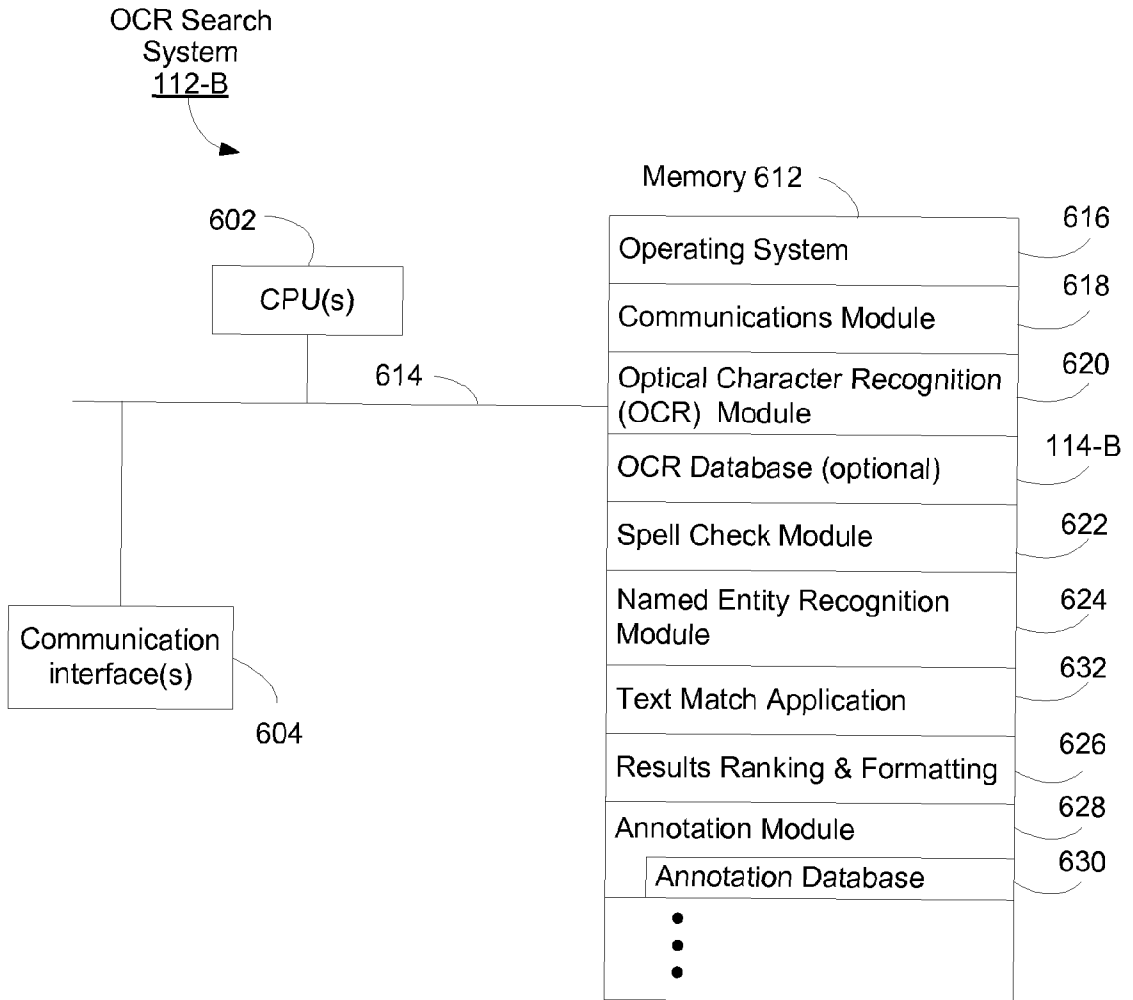 OCR Search
System
112-B
Memory 612
602
616
Operating System
CPU(s)
618
Communications Module
614
620
Optical Character Recognition
(OCR) Module
114-B
OCR Database (optional)
622
Spell Check Module
624
Named Entity Recognition
Module
Communication
interface(s)
604
632
Text Match Application
626
Results Ranking & Formatting
628
Annotation Module
630
Annotation Database